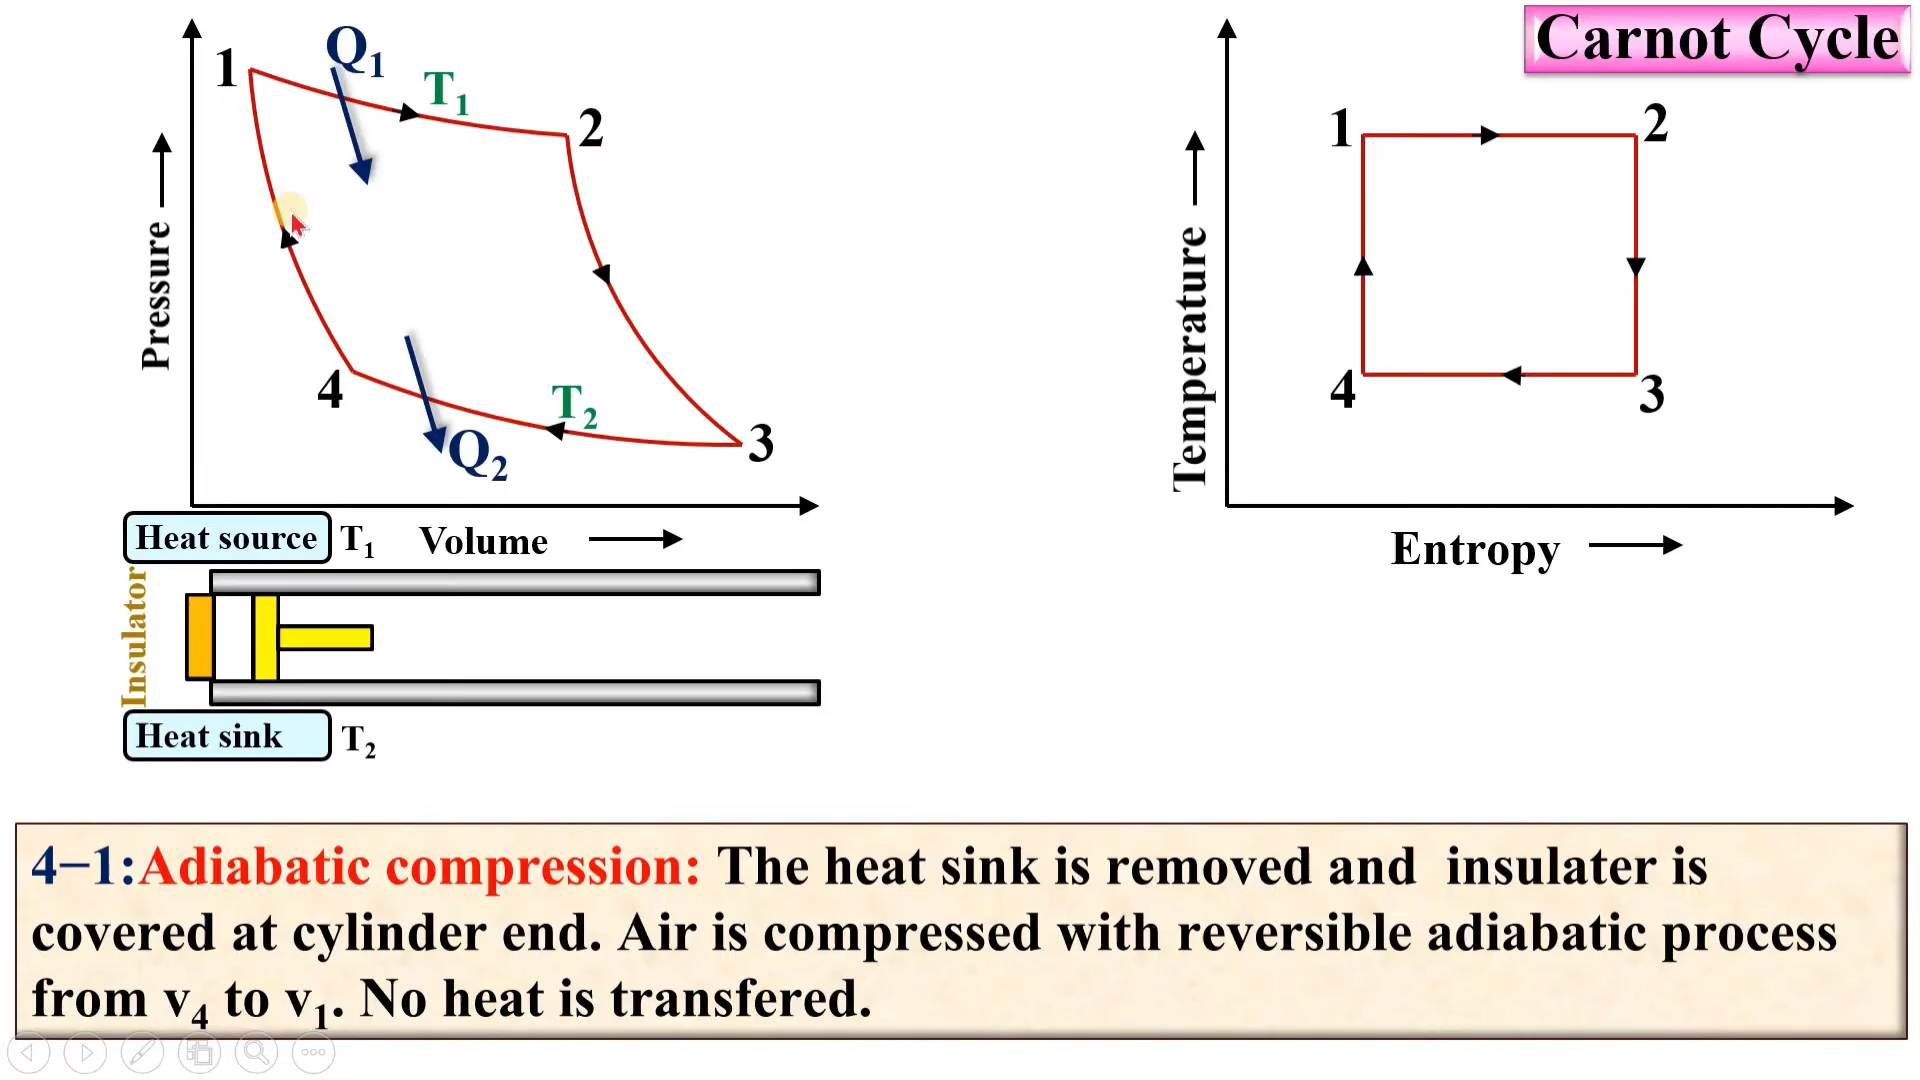 Carnot Cycle
Q1
1
T1
2
Pressure
4
T2
3
Q2
Volume
1
2
Temperature
4
3
Entropy
Heat source
T1
Insulator
Heat sink
T2
4−1:Adiabatic compression: The heat sink is removed and insulater is
covered at cylinder end. Air is compressed with reversible adiabatic process
from v4 to v1. No heat is transfered.